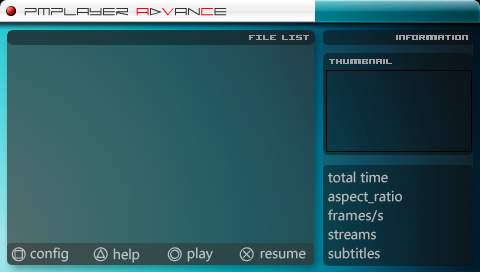 PMPLAYER ADVANCE
FILE LIST
INFORMATION
THUMBNAIL
total time
aspect_ratio
frames/s
streams
subtitles
config help play resume